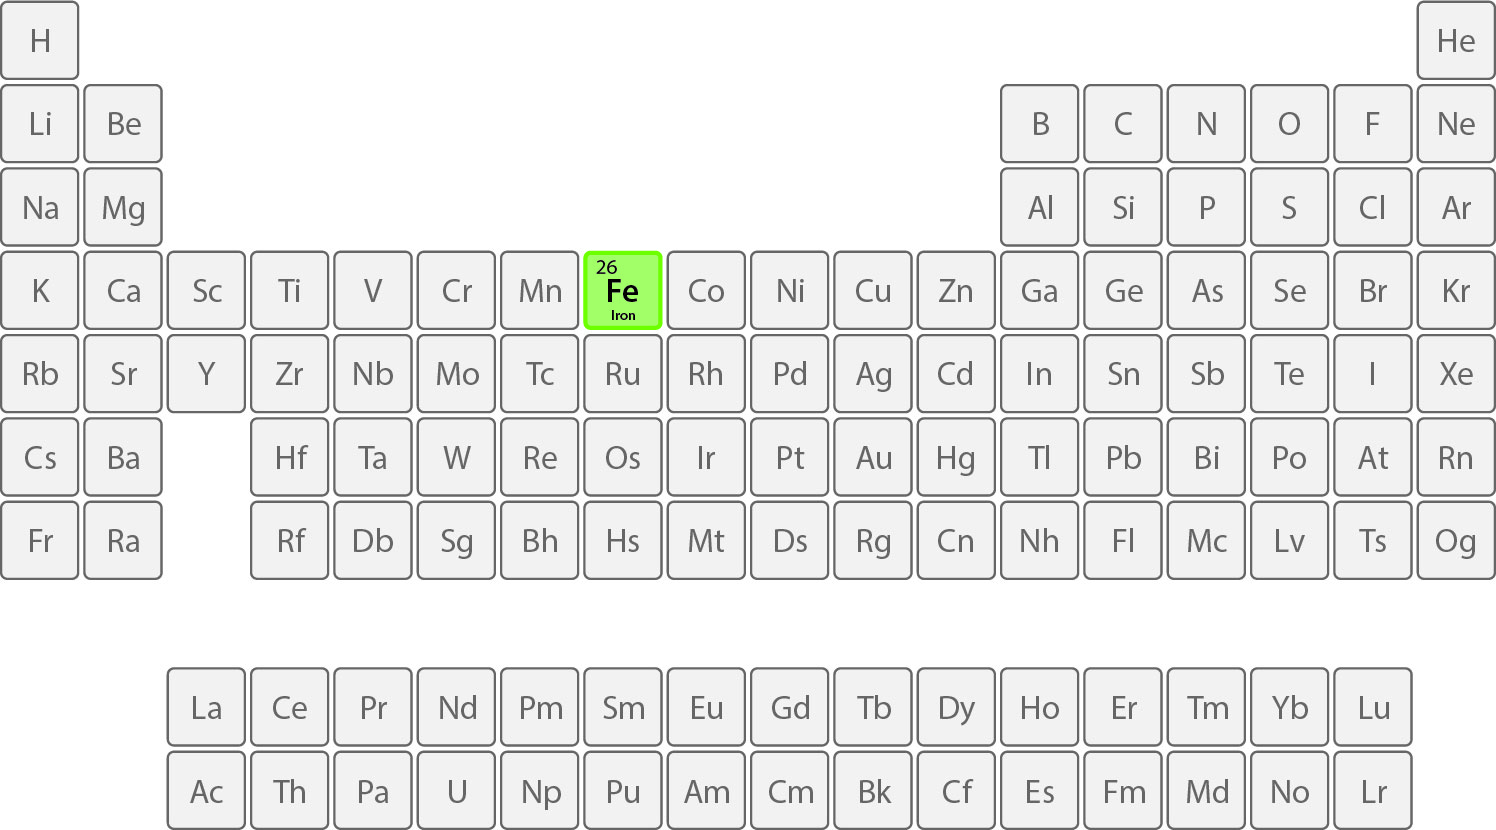 H He
Li Be B C N O F Ne
Na Mg Al Si P S Cl Ar
K Ca Sc Ti V Cr Mn 26 Fe Iron Co Ni Cu Zn Ga Ge As Se Br Kr
Rb Sr Y Zr Nb Mo Tc Ru Rh Pd Ag Cd In Sn Sb Te I Xe
Cs Ba Hf Ta W Re Os Ir Pt Au Hg Tl Pb Bi Po At Rn
Fr Ra Rf Db Sg Bh Hs Mt Ds Rg Cn Nh Fl Mc Lv Ts Og
La Ce Pr Nd Pm Sm Eu Gd Tb Dy Ho Er Tm Yb Lu
Ac Th Pa U Np Pu Am Cm Bk Cf Es Fm Md No Lr